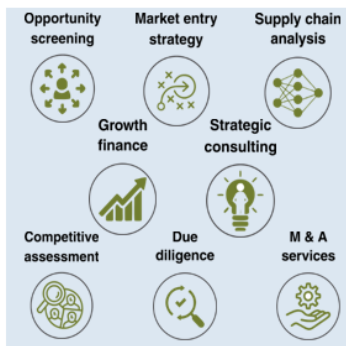 Opportunity
screening
Market entry
strategy
Supply chain
analysis
Growth
finance
Strategic
consulting
Competitive
assessment
Due
diligence
M & A
services